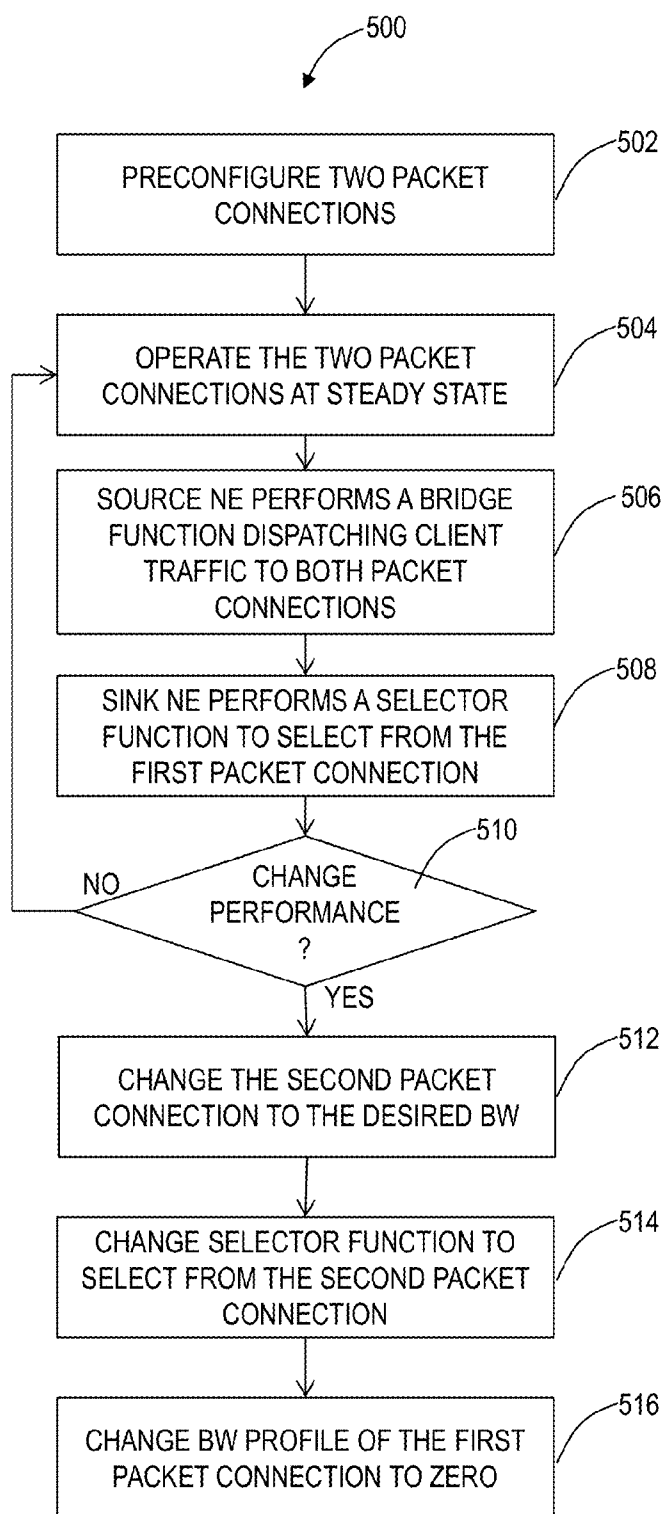 500
PRECONFIGURE TWO PACKET
CONNECTIONS
502
OPERATE THE TWO PACKET
CONNECTIONS AT STEADY STATE
504
SOURCE NE PERFORMS A BRIDGE
FUNCTION DISPATCHING CLIENT
TRAFFIC TO BOTH PACKET
CONNECTIONS
506
SINK NE PERFORMS A SELECTOR
FUNCTION TO SELECT FROM THE
FIRST PACKET CONNECTION
508
CHANGE
PERFORMANCE
?
510
NO
YES
CHANGE THE SECOND PACKET
CONNECTION TO THE DESIRED BW
512
CHANGE SELECTOR FUNCTION TO
SELECT FROM THE SECOND PACKET
CONNECTION
514
CHANGE BW PROFILE OF THE FIRST
PACKET CONNECTION TO ZERO
516